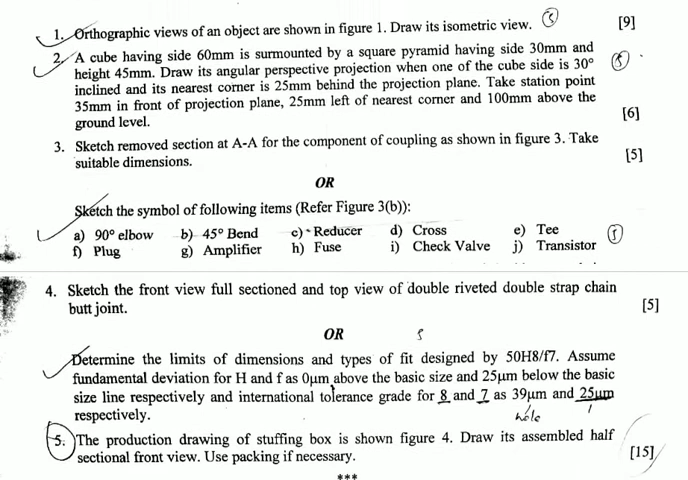 1. Orthographic views of an object are shown in figure 1. Draw its isometric view. [9]
2. A cube having side 60mm is surmounted by a square pyramid having side 30mm and
height 45mm. Draw its angular perspective projection when one of the cube side is 30°
inclined and its nearest corner is 25mm behind the projection plane. Take station point
35mm in front of projection plane, 25mm left of nearest corner and 100mm above the
ground level. [6]
3. Sketch removed section at A-A for the component of coupling as shown in figure 3. Take
suitable dimensions. [5]
OR
Sketch the symbol of following items (Refer Figure 3(b)):
a) 90° elbow b) 45° Bend c) Reducer d) Cross e) Tee
f) Plug g) Amplifier h) Fuse i) Check Valve j) Transistor
4. Sketch the front view full sectioned and top view of double riveted double strap chain
butt joint. [5]
OR
Determine the limits of dimensions and types of fit designed by 50H8/f7. Assume
fundamental deviation for H and f as 0μm above the basic size and 25μm below the basic
size line respectively and international tolerance grade for 8 and 7 as 39μm and 25μm
respectively. hole
5. The production drawing of stuffing box is shown figure 4. Draw its assembled half
sectional front view. Use packing if necessary. [15]
***